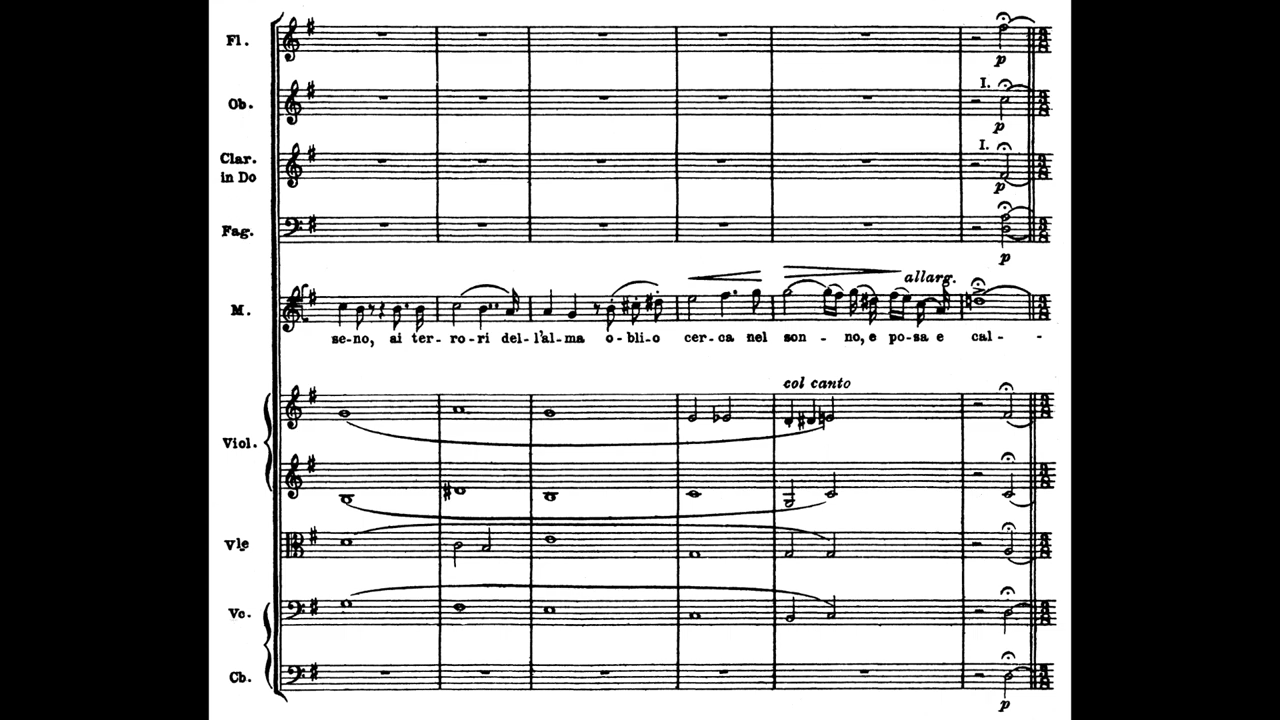 Fl.
p
I.
Ob.
p
I.
Clar.
in Do
p
Fag.
p
allarg.
M.
se-no, ai ter-ro-ri del-l'al-ma o-bli-o cer-ca nel son - no, e po-sa e cal - -
col canto
Viol.
Vle
Vc.
Cb.
p